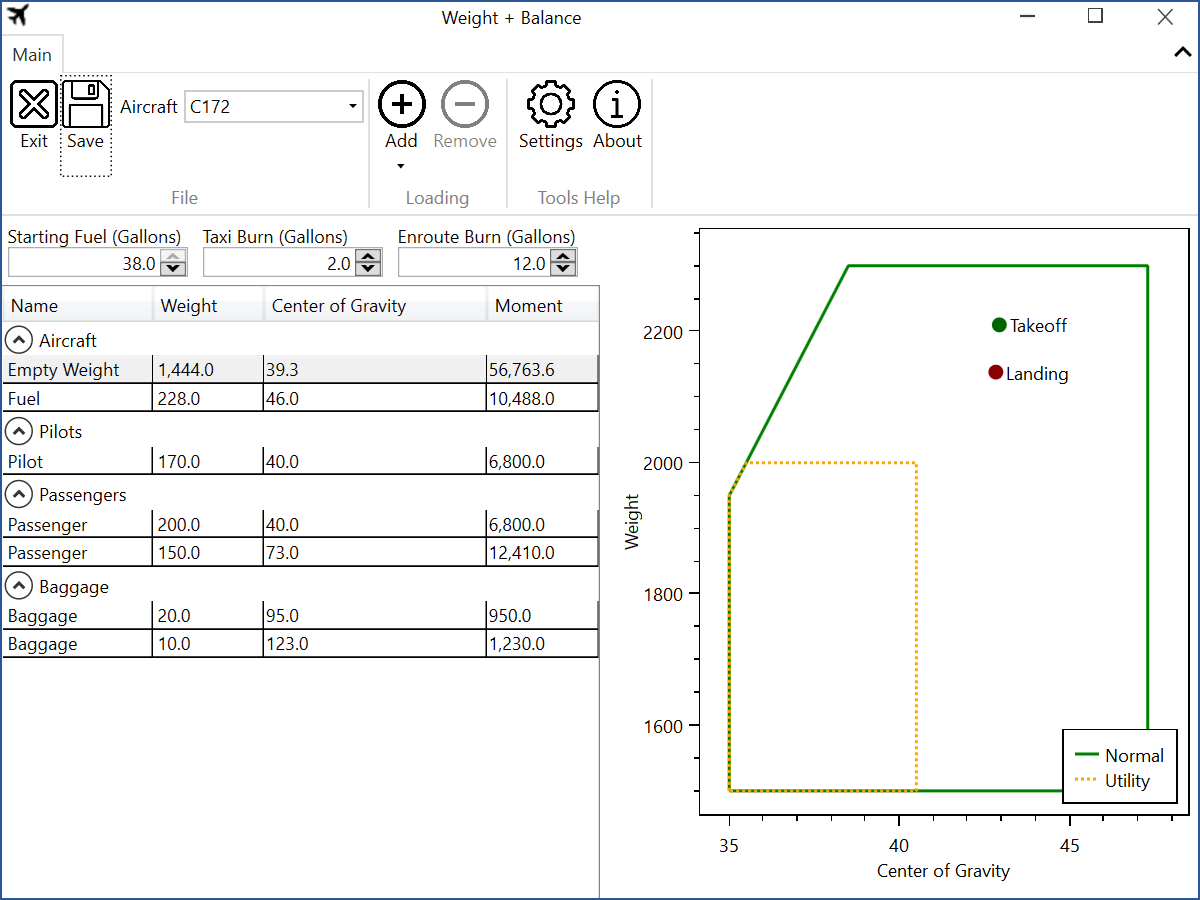 Weight + Balance
Main
Exit
Save
Aircraft C172
Add
Remove
Settings
About
File
Loading
Tools Help
Starting Fuel (Gallons) Taxi Burn (Gallons) Enroute Burn (Gallons)
38.0 2.0 12.0
Name Weight Center of Gravity Moment
Aircraft
Empty Weight 1,444.0 39.3 56,763.6
Fuel 228.0 46.0 10,488.0
Pilots
Pilot 170.0 40.0 6,800.0
Passengers
Passenger 200.0 40.0 6,800.0
Passenger 150.0 73.0 12,410.0
Baggage
Baggage 20.0 95.0 950.0
Baggage 10.0 123.0 1,230.0
Takeoff
Landing
2200
2000
1800
1600
Weight
Normal
Utility
35 40 45
Center of Gravity